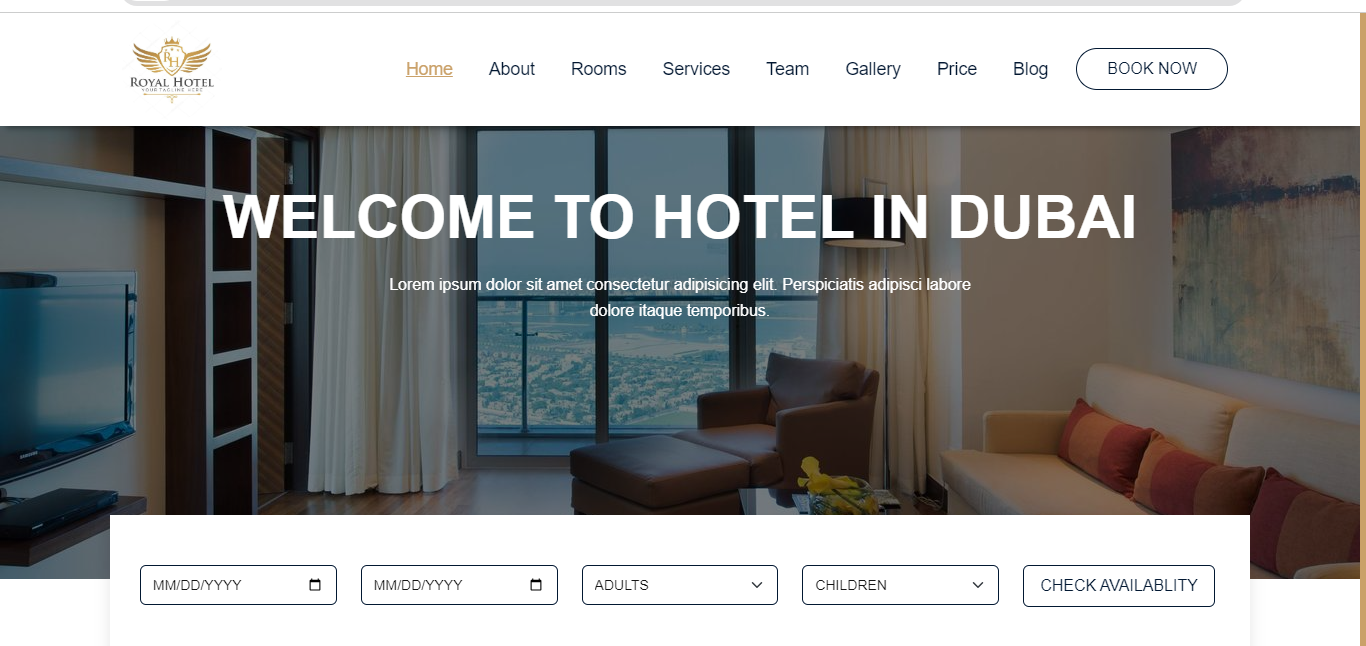 RH
ROYAL HOTEL
YOUR TAGLINE HERE
Home About Rooms Services Team Gallery Price Blog BOOK NOW
WELCOME TO HOTEL IN DUBAI
Lorem ipsum dolor sit amet consectetur adipisicing elit. Perspiciatis adipisci labore
dolore itaque temporibus.
SAMSUNG
MM/DD/YYYY MM/DD/YYYY ADULTS CHILDREN CHECK AVAILABLITY